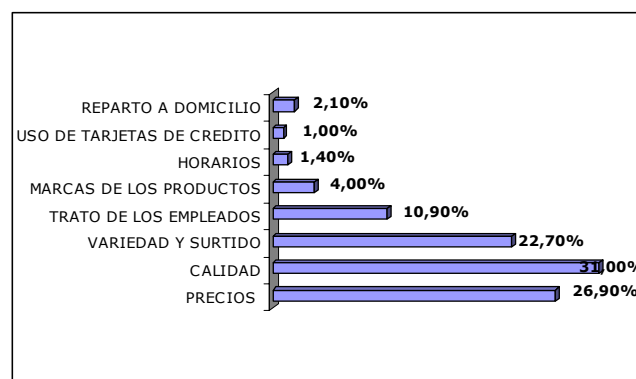 REPARTO A DOMICILIO 2,10%
USO DE TARJETAS DE CREDITO 1,00%
HORARIOS 1,40%
MARCAS DE LOS PRODUCTOS 4,00%
TRATO DE LOS EMPLEADOS 10,90%
VARIEDAD Y SURTIDO 22,70%
CALIDAD 31,00%
PRECIOS 26,90%